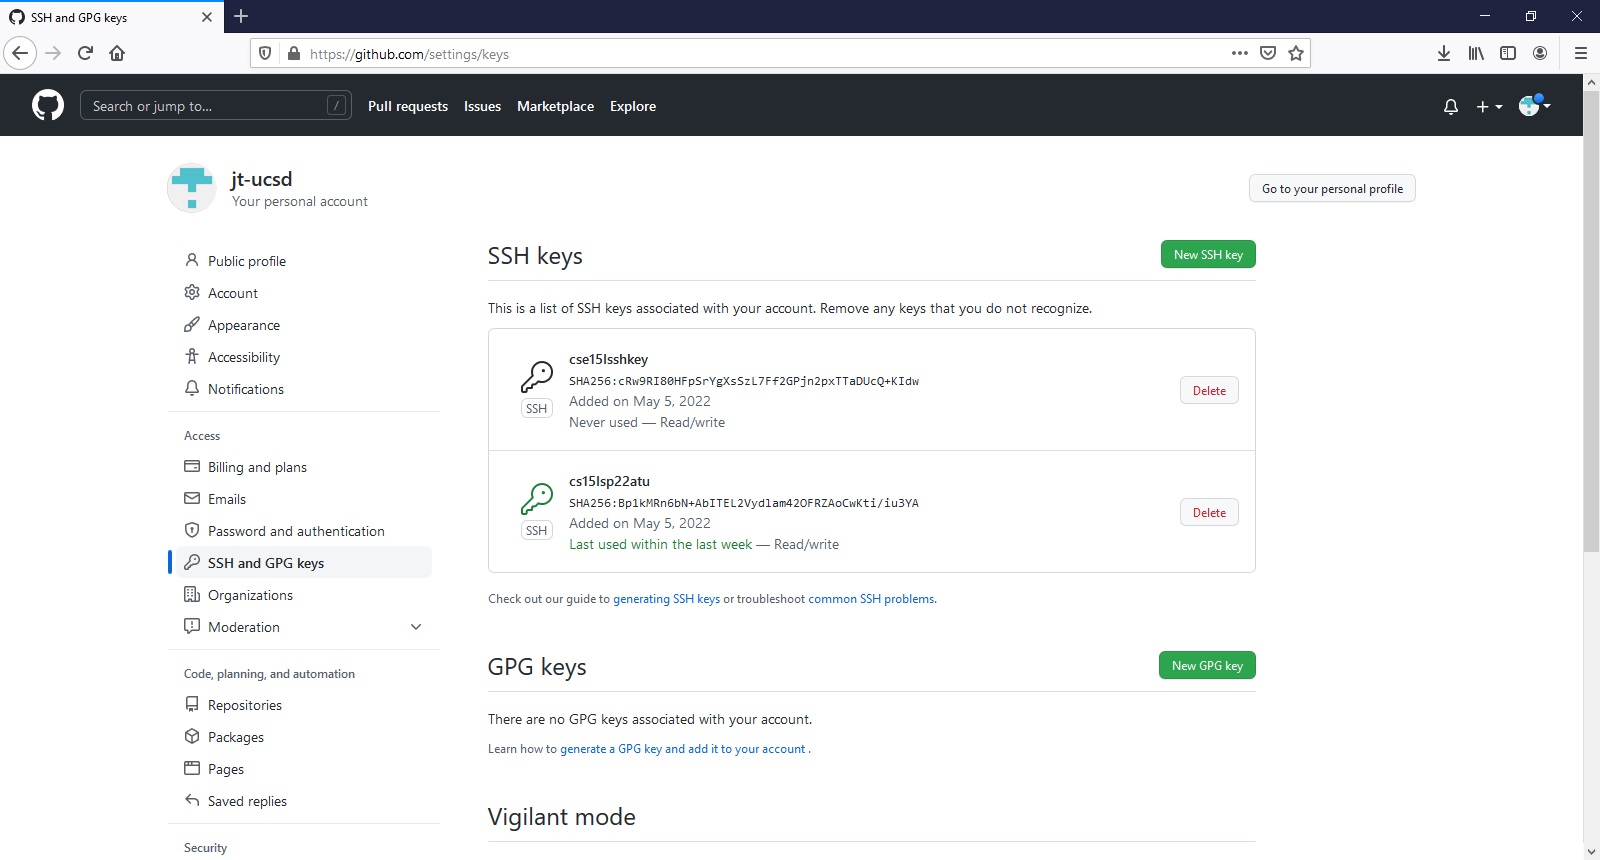 SSH and GPG keys
https://github.com/settings/keys
Search or jump to...
/
Pull requests
Issues
Marketplace
Explore
jt-ucsd
Your personal account
Go to your personal profile
Public profile
Account
Appearance
Accessibility
Notifications
Access
Billing and plans
Emails
Password and authentication
SSH and GPG keys
Organizations
Moderation
Code, planning, and automation
Repositories
Packages
Pages
Saved replies
Security
SSH keys
New SSH key
This is a list of SSH keys associated with your account. Remove any keys that you do not recognize.
cse15lsshkey
SHA256:cRw9RI80HFpSrYgXsSzL7Ff2GPjn2pxTTaDUcQ+KIdw
Added on May 5, 2022
Never used — Read/write
SSH
Delete
cs15lsp22atu
SHA256:Bp1kMRn6bN+AbITEL2Vydlam42OFRZAoCwKti/iu3YA
Added on May 5, 2022
Last used within the last week — Read/write
SSH
Delete
Check out our guide to generating SSH keys or troubleshoot common SSH problems.
GPG keys
New GPG key
There are no GPG keys associated with your account.
Learn how to generate a GPG key and add it to your account .
Vigilant mode